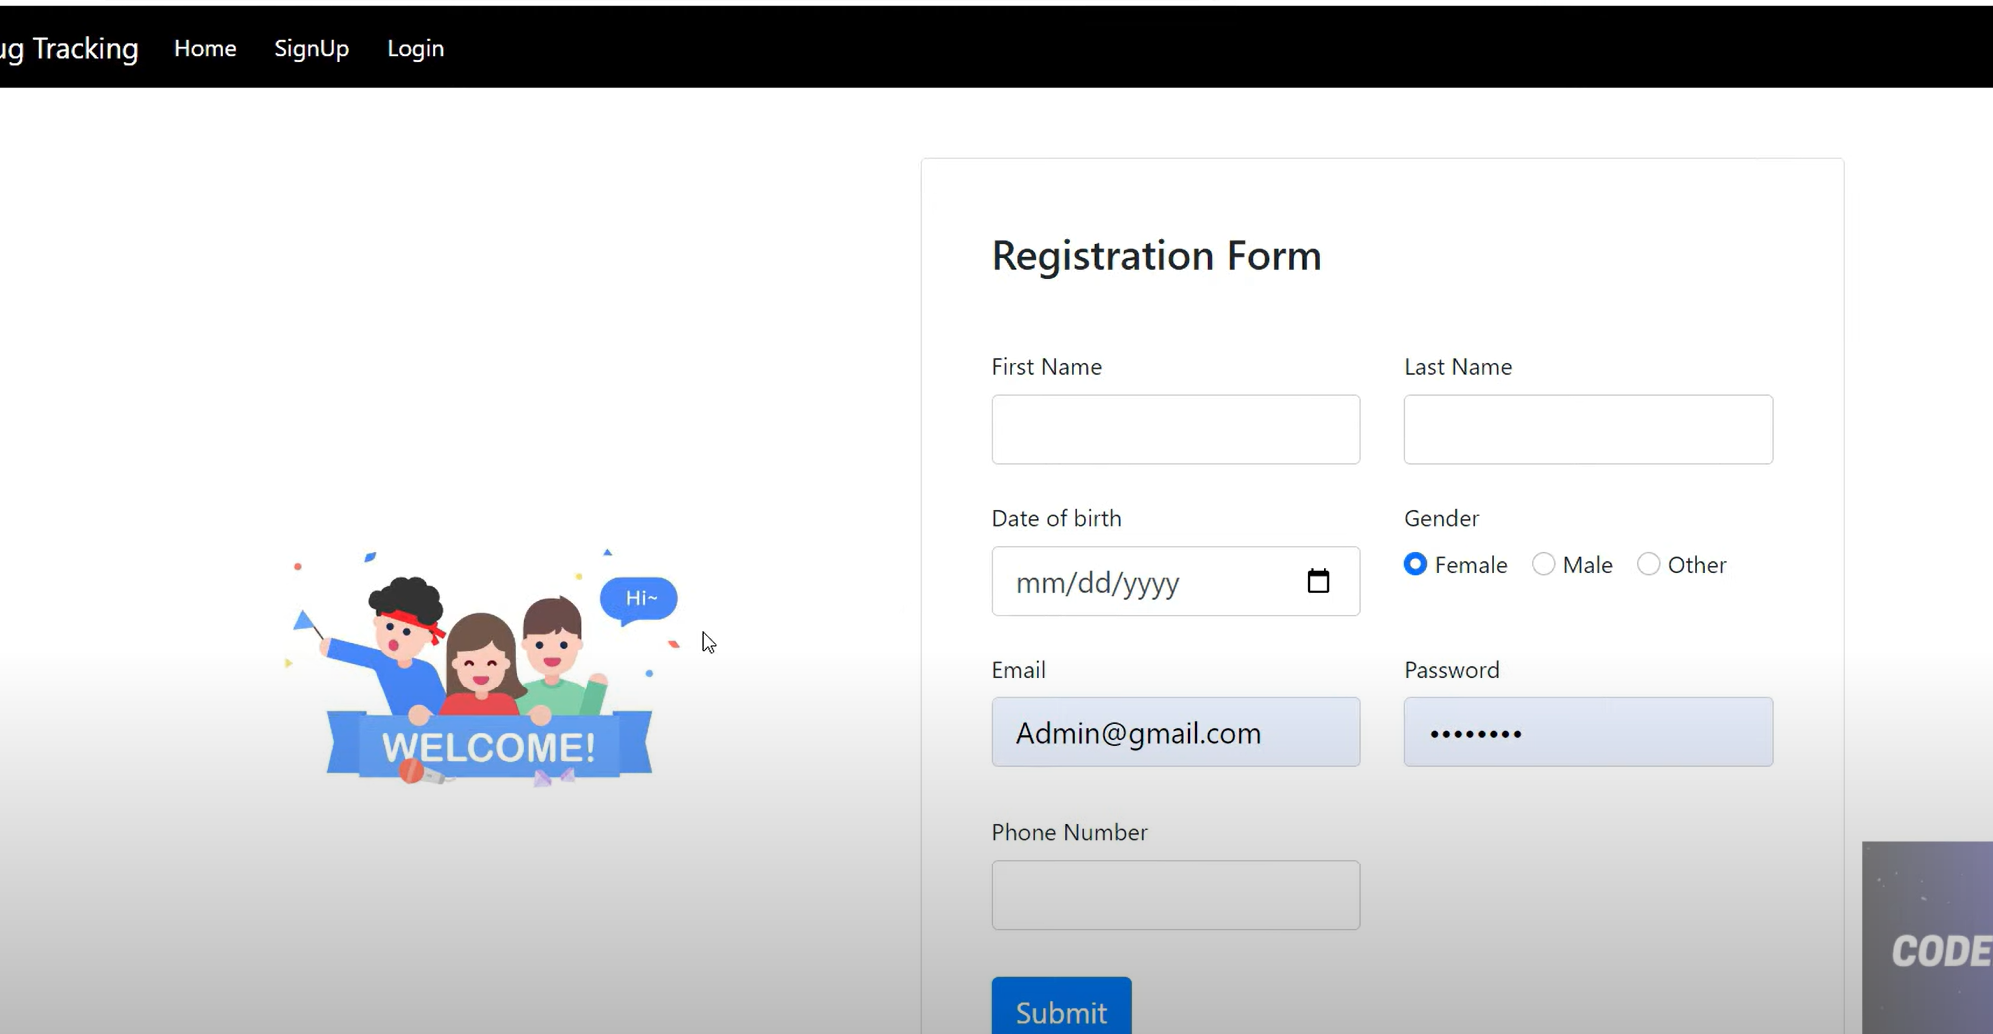 ug Tracking Home SignUp Login
Registration Form
First Name Last Name
Date of birth Gender
mm/dd/yyyy Female Male Other
Hi~
Email Password
Admin@gmail.com ••••••••
WELCOME!
Phone Number
CODE
Submit